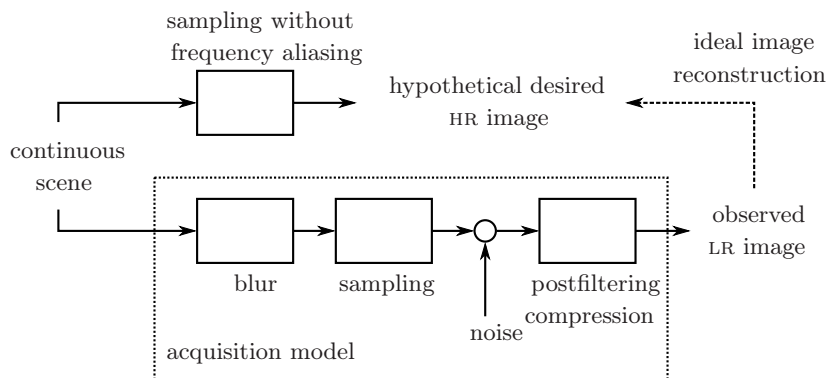 sampling without
frequency aliasing
ideal image
reconstruction
hypothetical desired
HR image
continuous
scene
observed
LR image
blur
sampling
postfiltering
compression
noise
acquisition model